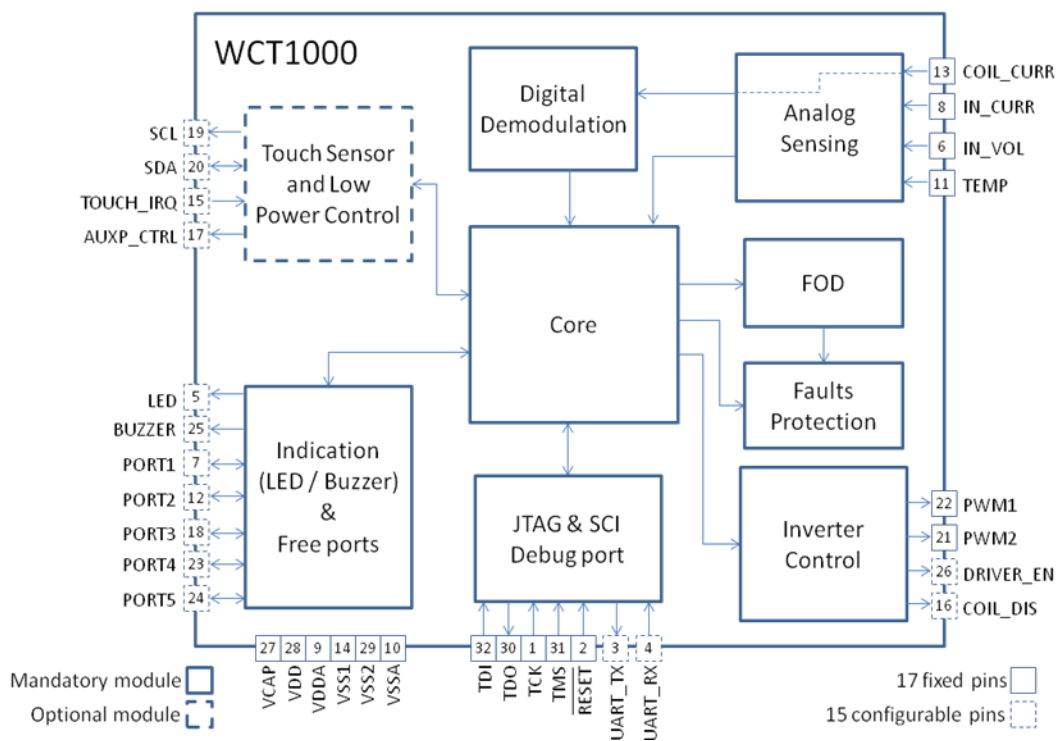 WCT1000
Digital
Demodulation
Analog
Sensing
13 COIL_CURR
8 IN_CURR
6 IN_VOL
11 TEMP
SCL 19
SDA 20
TOUCH_IRQ 15
AUXP_CTRL 17
Touch Sensor
and Low
Power Control
Core
FOD
Faults
Protection
LED 5
BUZZER 25
PORT1 7
PORT2 12
PORT3 18
PORT4 23
PORT5 24
Indication
(LED / Buzzer)
&
Free ports
JTAG & SCI
Debug port
Inverter
Control
22 PWM1
21 PWM2
26 DRIVER_EN
16 COIL_DIS
27 VCAP
28 VDD
9 VDDA
14 VSS1
29 VSS2
10 VSSA
32 TDI
30 TDO
1 TCK
31 TMS
2 RESET
3 UART_TX
4 UART_RX
Mandatory module
Optional module
17 fixed pins
15 configurable pins